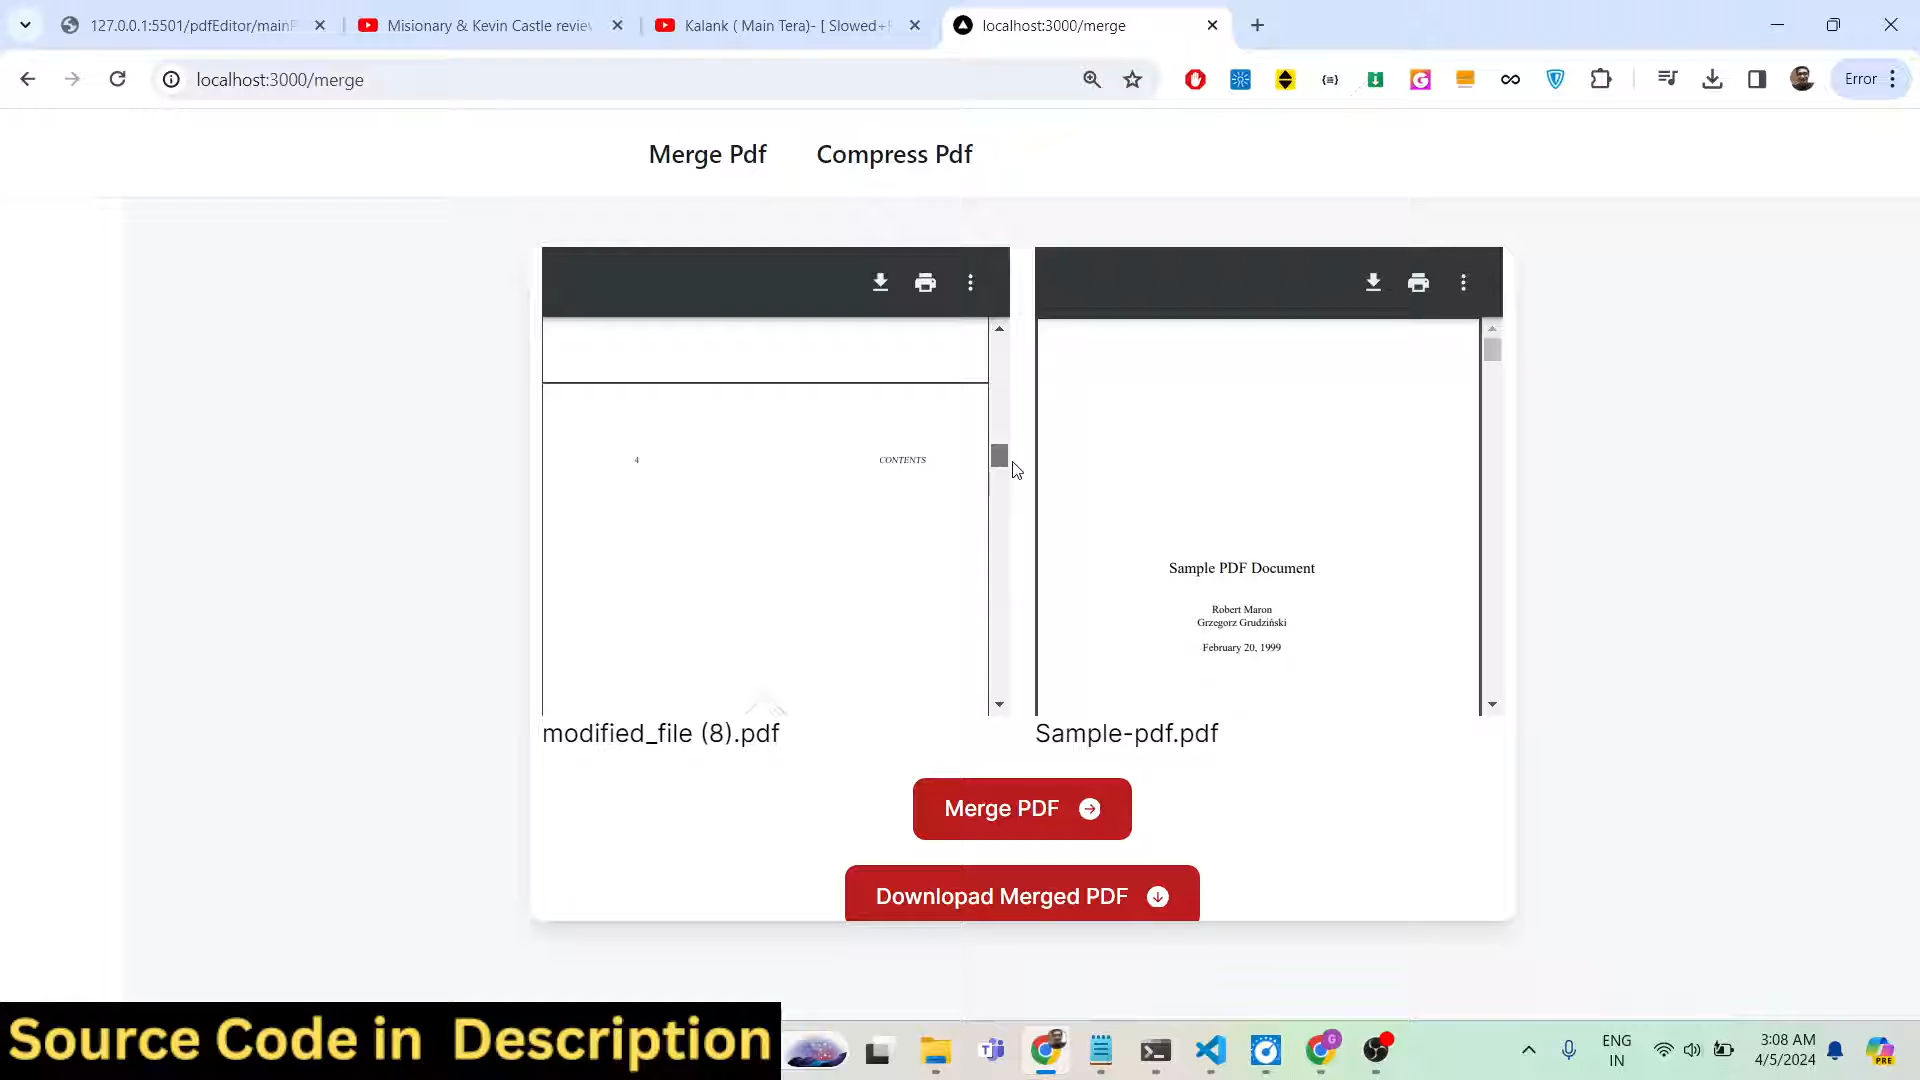 127.0.0.1:5501/pdfEditor/main
Misionary & Kevin Castle review
Kalank ( Main Tera)- [ Slowed+
localhost:3000/merge
localhost:3000/merge
Error
Merge Pdf
Compress Pdf
4
CONTENTS
Sample PDF Document
Robert Maron
Grzegorz Grudziński
February 20, 1999
modified_file (8).pdf
Sample-pdf.pdf
Merge PDF
Downlopad Merged PDF
Source Code in Description
ENG
IN
3:08 AM
4/5/2024
PRE